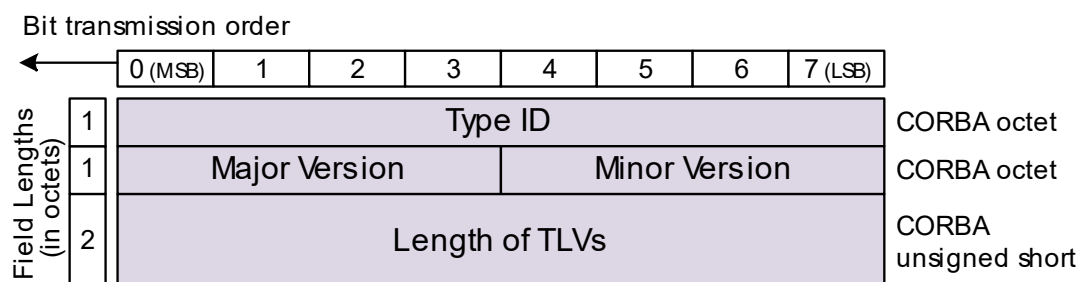 Bit transmission order
0 (MSB) 1 2 3 4 5 6 7 (LSB)
Field Lengths
(in octets)
1 Type ID CORBA octet
1 Major Version Minor Version CORBA octet
2 Length of TLVs CORBA
unsigned short